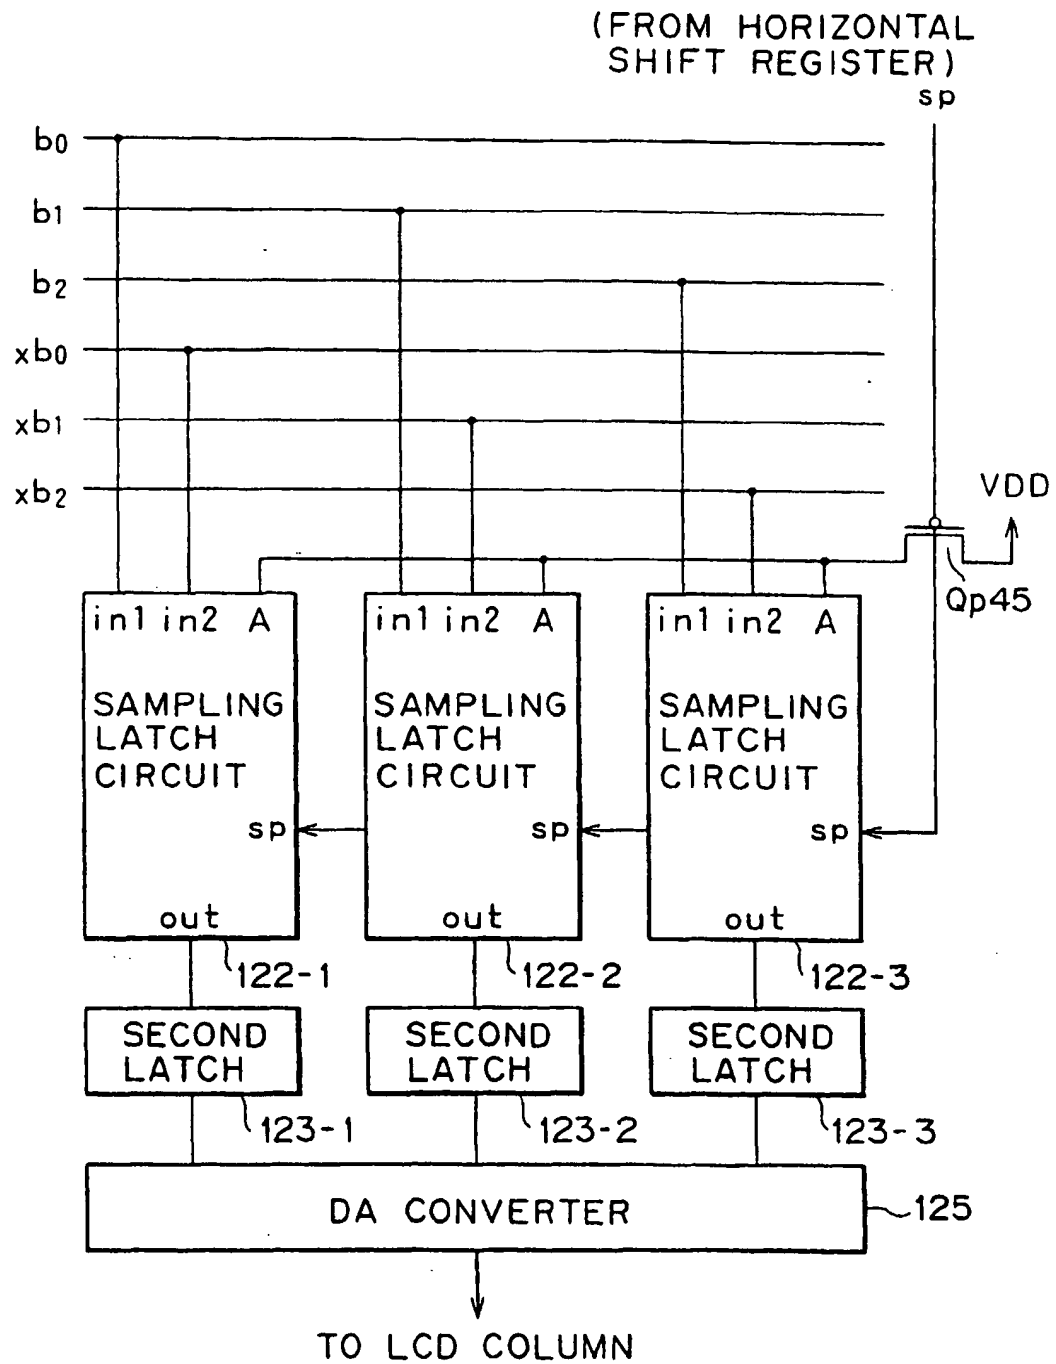 (FROM HORIZONTAL
SHIFT REGISTER)
sp
b0
b1
b2
xb0
xb1
xb2
VDD
Qp45
in1 in2 A
in1 in2 A
in1 in2 A
SAMPLING
LATCH
CIRCUIT
SAMPLING
LATCH
CIRCUIT
SAMPLING
LATCH
CIRCUIT
sp
sp
sp
out
out
out
122-1
122-2
122-3
SECOND
LATCH
SECOND
LATCH
SECOND
LATCH
123-1
123-2
123-3
DA CONVERTER
125
TO LCD COLUMN